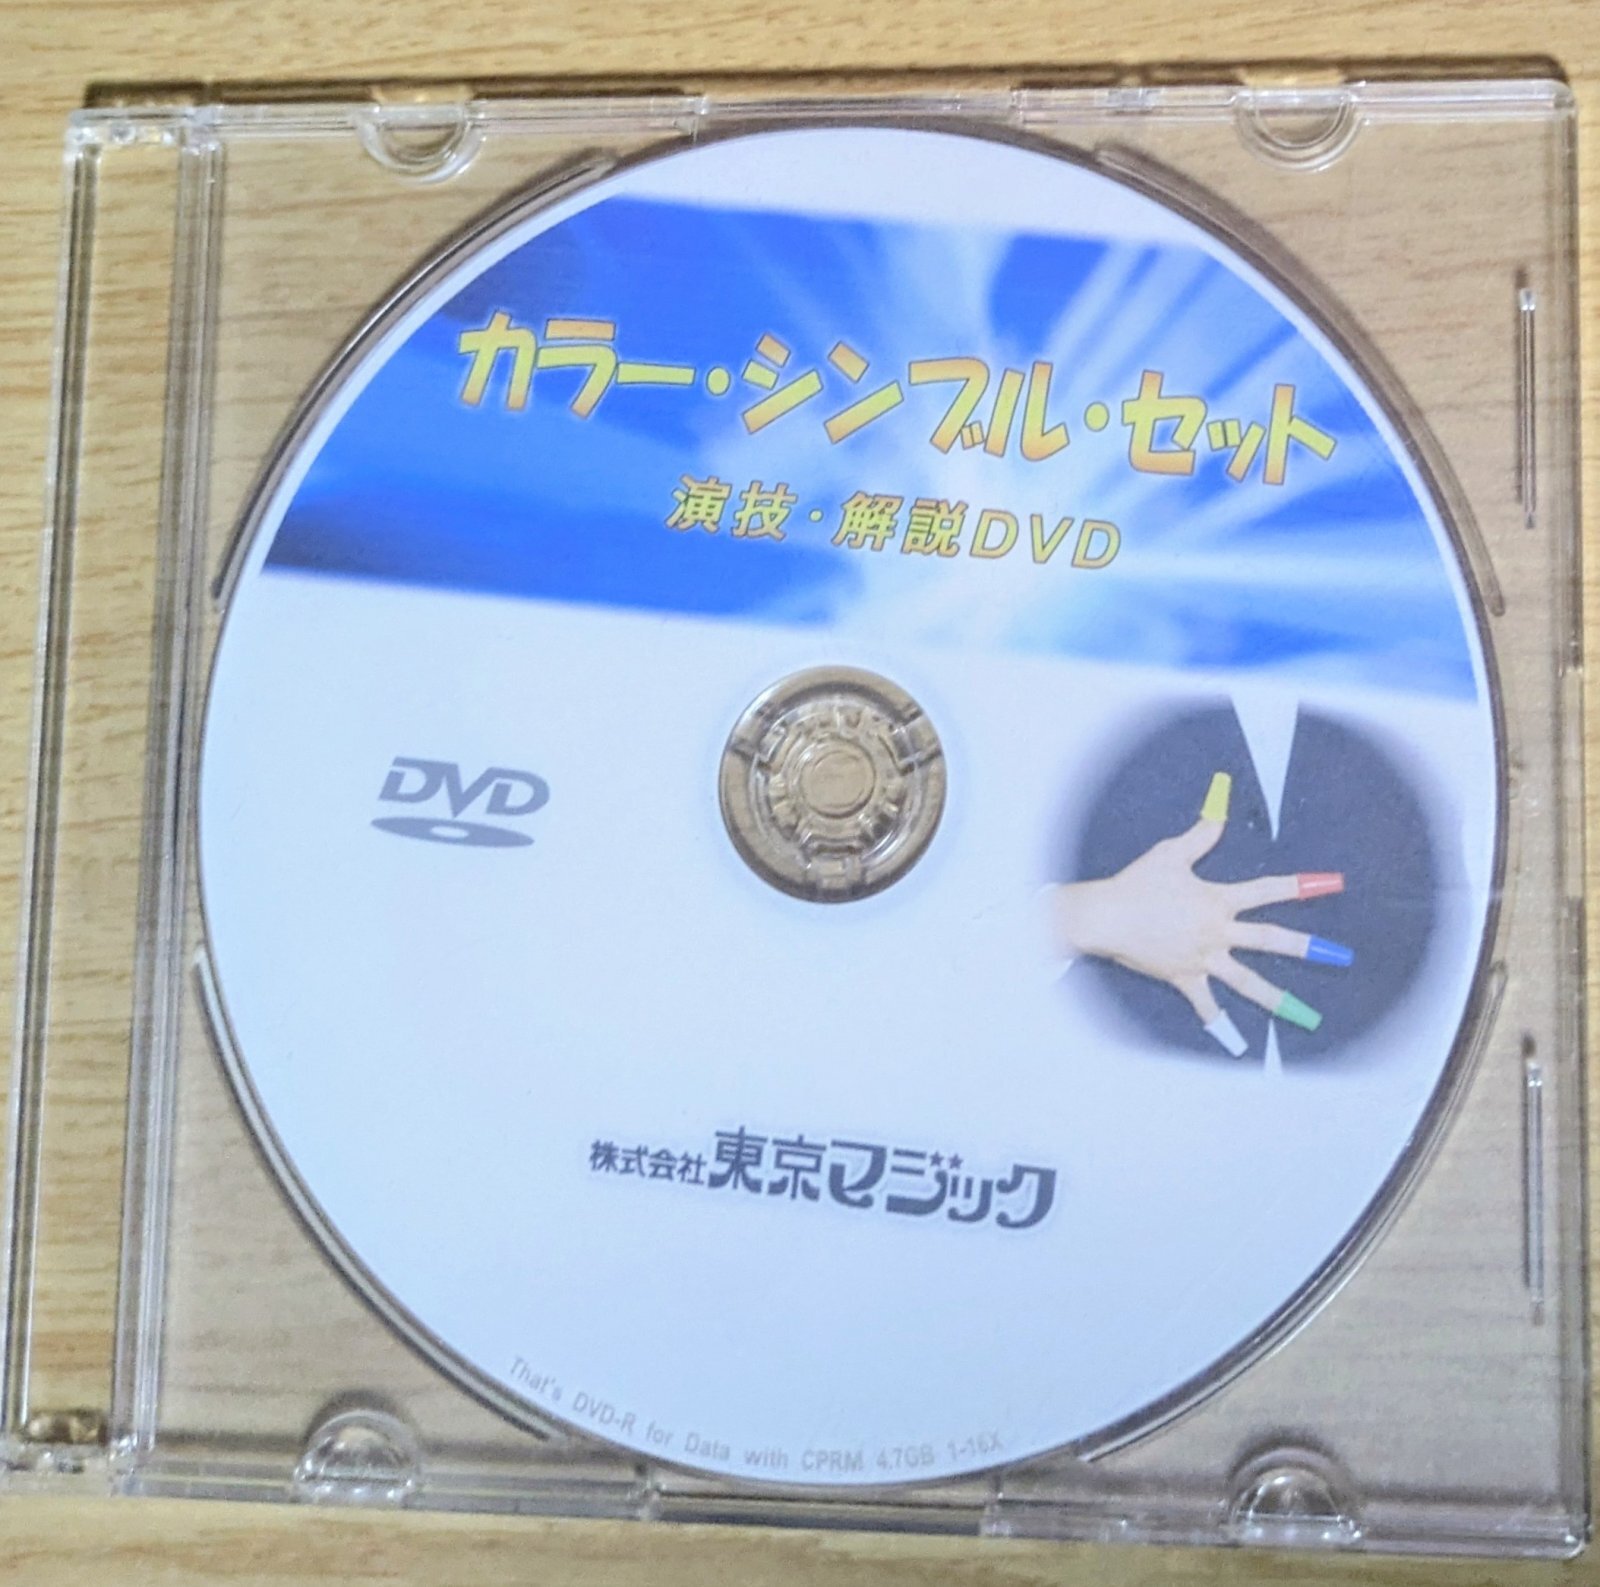 カラー・シンブル・セット
演技・解説DVD
DVD
株式会社東京マジック
That's DVD-R for Data with CPRM 4.7GB 1-16X